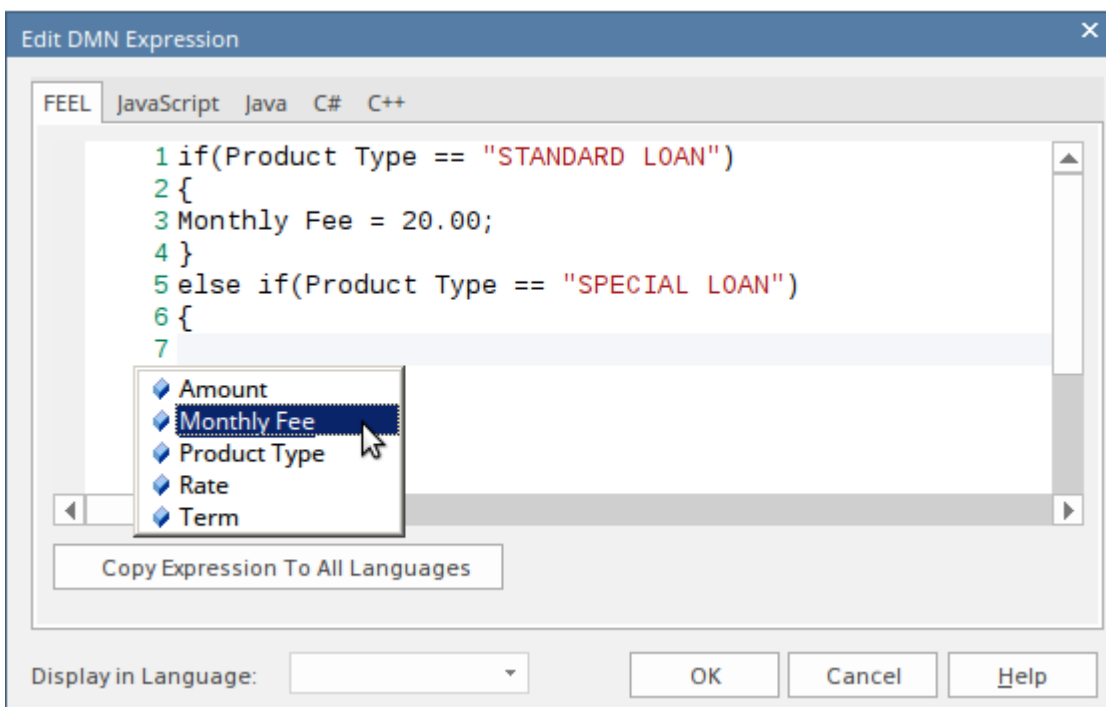 Edit DMN Expression
FEEL JavaScript Java C# C++
1 if(Product Type == "STANDARD LOAN")
2 {
3 Monthly Fee = 20.00;
4 }
5 else if(Product Type == "SPECIAL LOAN")
6 {
7
Amount
Monthly Fee
Product Type
Rate
Term
Copy Expression To All Languages
Display in Language: OK Cancel Help